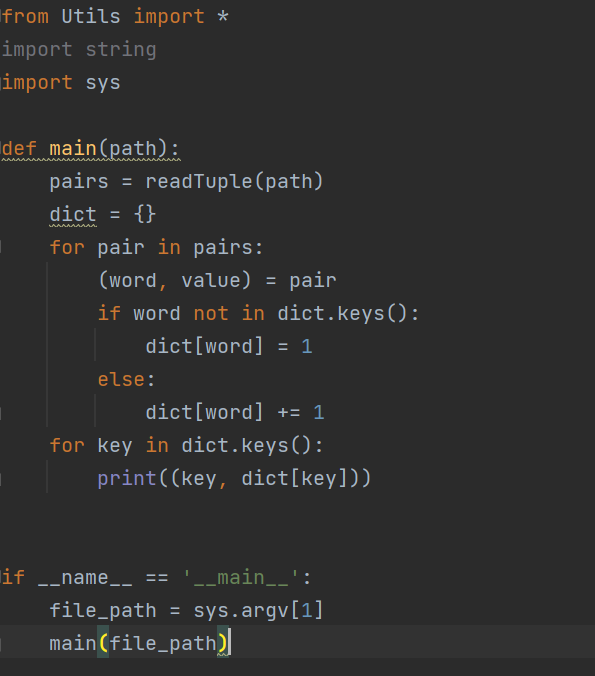 from Utils import *
import string
import sys

def main(path):
    pairs = readTuple(path)
    dict = {}
    for pair in pairs:
        (word, value) = pair
        if word not in dict.keys():
            dict[word] = 1
        else:
            dict[word] += 1
    for key in dict.keys():
        print((key, dict[key]))


if __name__ == '__main__':
    file_path = sys.argv[1]
    main(file_path)